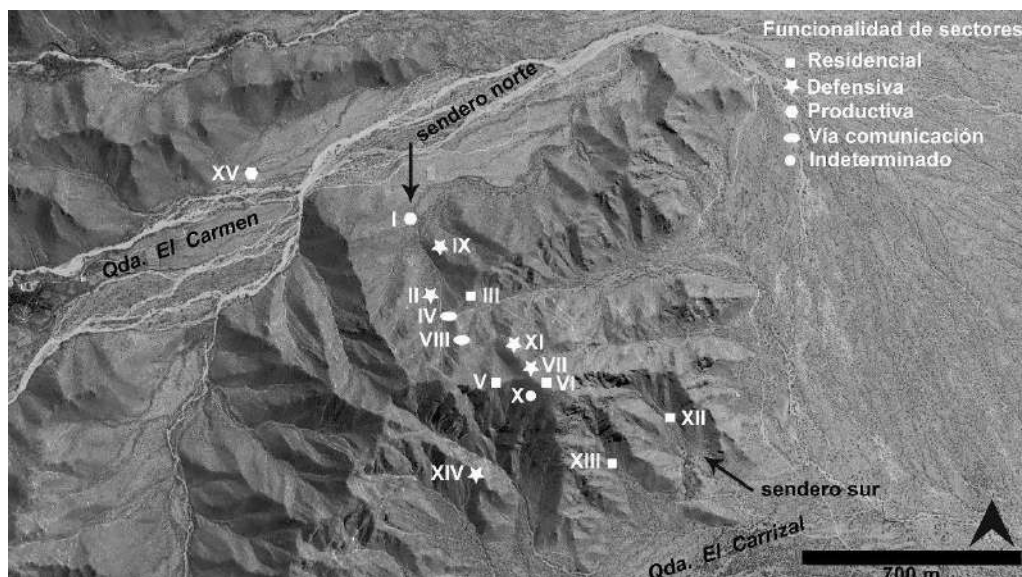 Funcionalidad de sectores
Residencial
Defensiva
Productiva
Vía comunicación
Indeterminado
sendero norte
XV
I
Qda. El Carmen
IX
II
III
IV
VIII
XI
VII
V
VI
X
XII
XIII
XIV
sendero sur
Qda. El Carrizal
700 m